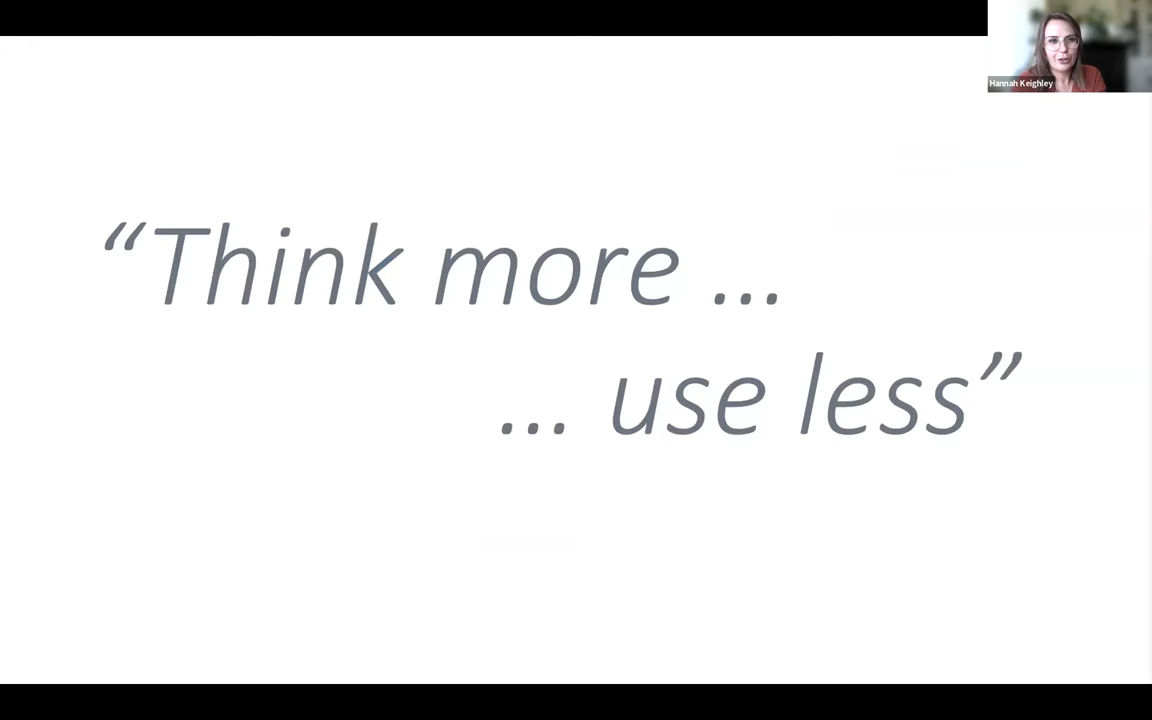 Hannah Keighley
“Think more ...
... use less”